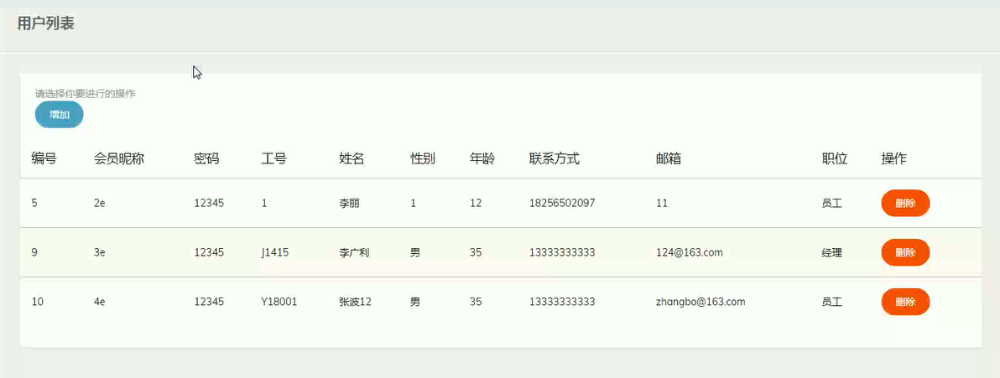 用户列表
请选择你要进行的操作
增加
编号 会员昵称 密码 工号 姓名 性别 年龄 联系方式 邮箱 职位 操作
5 2e 12345 1 李丽 1 12 18256502097 11 员工 删除
9 3e 12345 J1415 李广利 男 35 13333333333 124@163.com 经理 删除
10 4e 12345 Y18001 张波12 男 35 13333333333 zhangbo@163.com 员工 删除